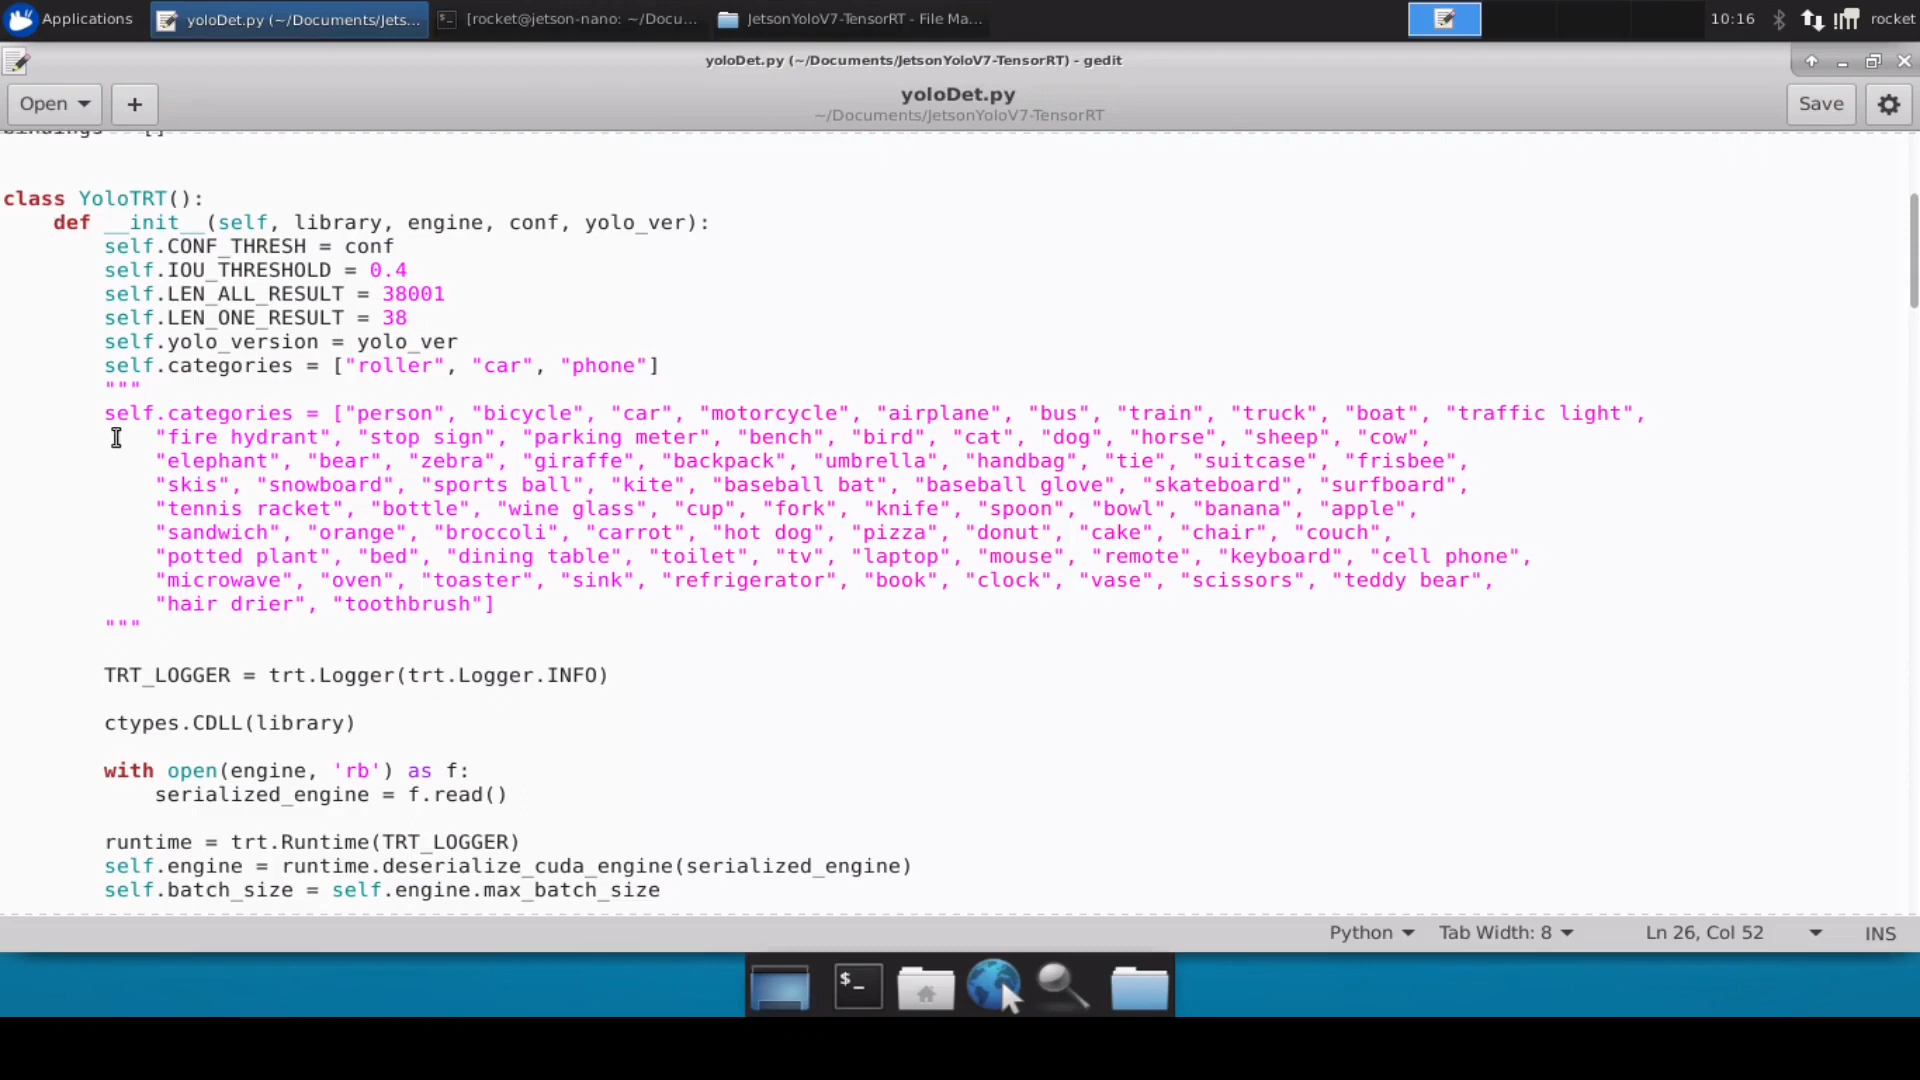 Applications
yoloDet.py (~/Documents/Jets...
[rocket@jetson-nano: ~/Docu...
JetsonYoloV7-TensorRT - File Ma...
10:16
rocket
yoloDet.py (~/Documents/JetsonYoloV7-TensorRT) - gedit
Open
+
yoloDet.py
~/Documents/JetsonYoloV7-TensorRT
Save
bindings = []
class YoloTRT():
    def __init__(self, library, engine, conf, yolo_ver):
        self.CONF_THRESH = conf
        self.IOU_THRESHOLD = 0.4
        self.LEN_ALL_RESULT = 38001
        self.LEN_ONE_RESULT = 38
        self.yolo_version = yolo_ver
        self.categories = ["roller", "car", "phone"]
        """
        self.categories = ["person", "bicycle", "car", "motorcycle", "airplane", "bus", "train", "truck", "boat", "traffic light",
            "fire hydrant", "stop sign", "parking meter", "bench", "bird", "cat", "dog", "horse", "sheep", "cow",
            "elephant", "bear", "zebra", "giraffe", "backpack", "umbrella", "handbag", "tie", "suitcase", "frisbee",
            "skis", "snowboard", "sports ball", "kite", "baseball bat", "baseball glove", "skateboard", "surfboard",
            "tennis racket", "bottle", "wine glass", "cup", "fork", "knife", "spoon", "bowl", "banana", "apple",
            "sandwich", "orange", "broccoli", "carrot", "hot dog", "pizza", "donut", "cake", "chair", "couch",
            "potted plant", "bed", "dining table", "toilet", "tv", "laptop", "mouse", "remote", "keyboard", "cell phone",
            "microwave", "oven", "toaster", "sink", "refrigerator", "book", "clock", "vase", "scissors", "teddy bear",
            "hair drier", "toothbrush"]
        """
        TRT_LOGGER = trt.Logger(trt.Logger.INFO)
        ctypes.CDLL(library)
        with open(engine, 'rb') as f:
            serialized_engine = f.read()
        runtime = trt.Runtime(TRT_LOGGER)
        self.engine = runtime.deserialize_cuda_engine(serialized_engine)
        self.batch_size = self.engine.max_batch_size
Python
Tab Width: 8
Ln 26, Col 52
INS
$_